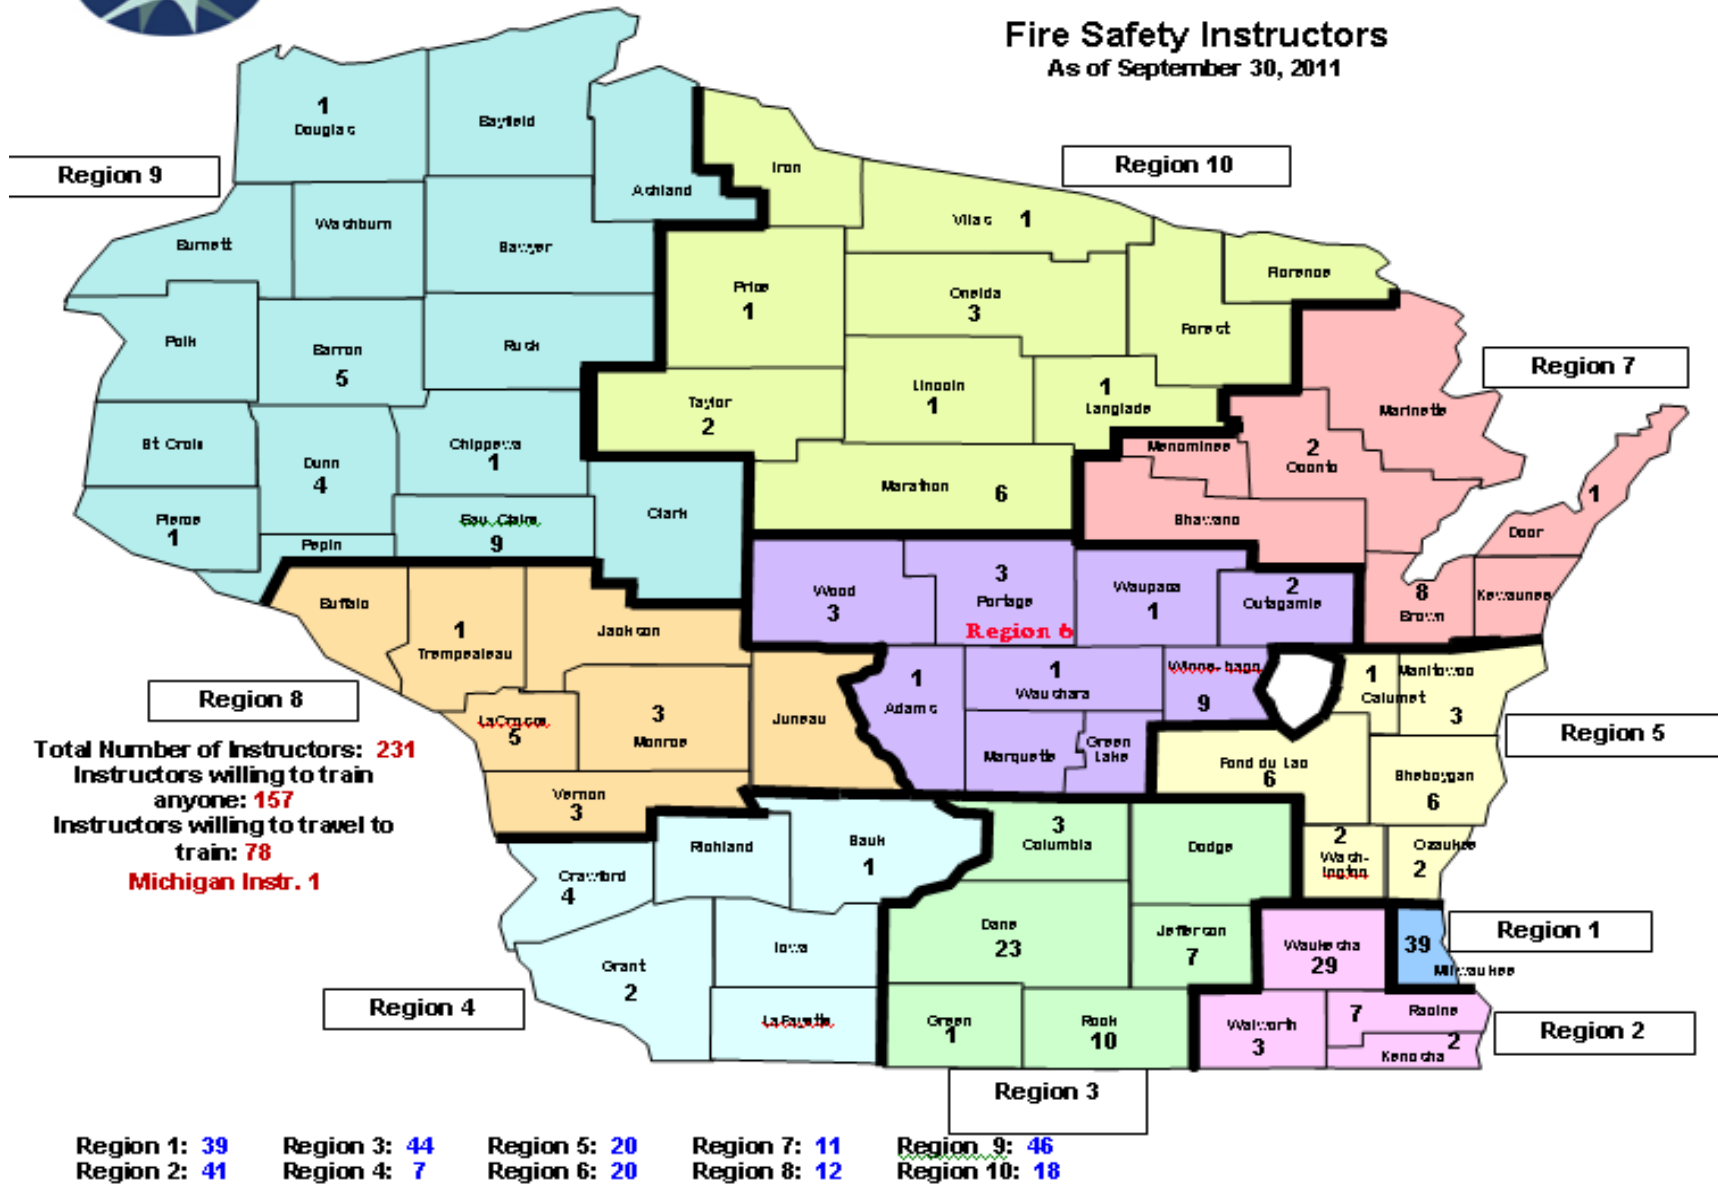 Fire Safety Instructors
As of September 30, 2011
Region 9
Region 10
Region 7
Region 8
Region 5
Region 4
Region 1
Region 2
Region 3
Region 6
1
Douglas
Bayfield
Ashland
Burnett
Washburn
Sawyer
Polk
Barron
5
Rusk
St Croix
Dunn
4
Chippewa
1
Pierce
1
Pepin
Eau Claire
9
Clark
Iron
Vilas 1
Price
1
Oneida
3
Forest
Florence
Taylor
2
Lincoln
1
1
Langlade
Marathon 6
Marinette
Menominee
2
Oconto
Shawano
1
Door
8
Brown
Kewaunee
Wood
3
3
Portage
Waupaca
1
2
Outagamie
1
Adams
1
Waushara
Winne-bago
9
Marquette
Green
Lake
Buffalo
1
Trempealeau
Jackson
LaCrosse
5
3
Monroe
Juneau
Vernon
3
1
Calumet
Manitowoc
3
Fond du Lac
6
Sheboygan
6
2
Wash-
ington
Ozaukee
2
Crawford
4
Richland
Sauk
1
Grant
2
Iowa
LaFayette
3
Columbia
Dodge
Dane
23
Jefferson
7
Green
1
Rock
10
Waukesha
29
39
Milwaukee
Walworth
3
7 Racine
2
Kenosha
Total Number of Instructors: 231
Instructors willing to train
anyone: 157
Instructors willing to travel to
train: 78
Michigan Instr. 1
Region 1: 39 Region 3: 44 Region 5: 20 Region 7: 11 Region 9: 46
Region 2: 41 Region 4: 7 Region 6: 20 Region 8: 12 Region 10: 18